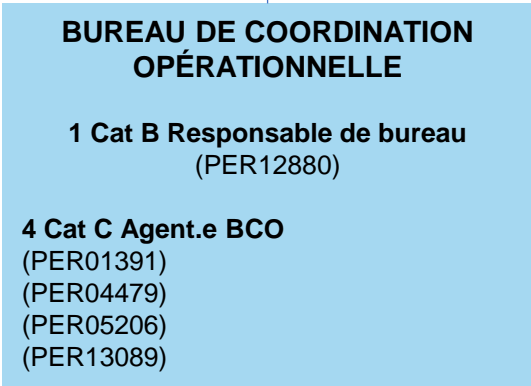 BUREAU DE COORDINATION
OPÉRATIONNELLE
1 Cat B Responsable de bureau
(PER12880)
4 Cat C Agent.e BCO
(PER01391)
(PER04479)
(PER05206)
(PER13089)